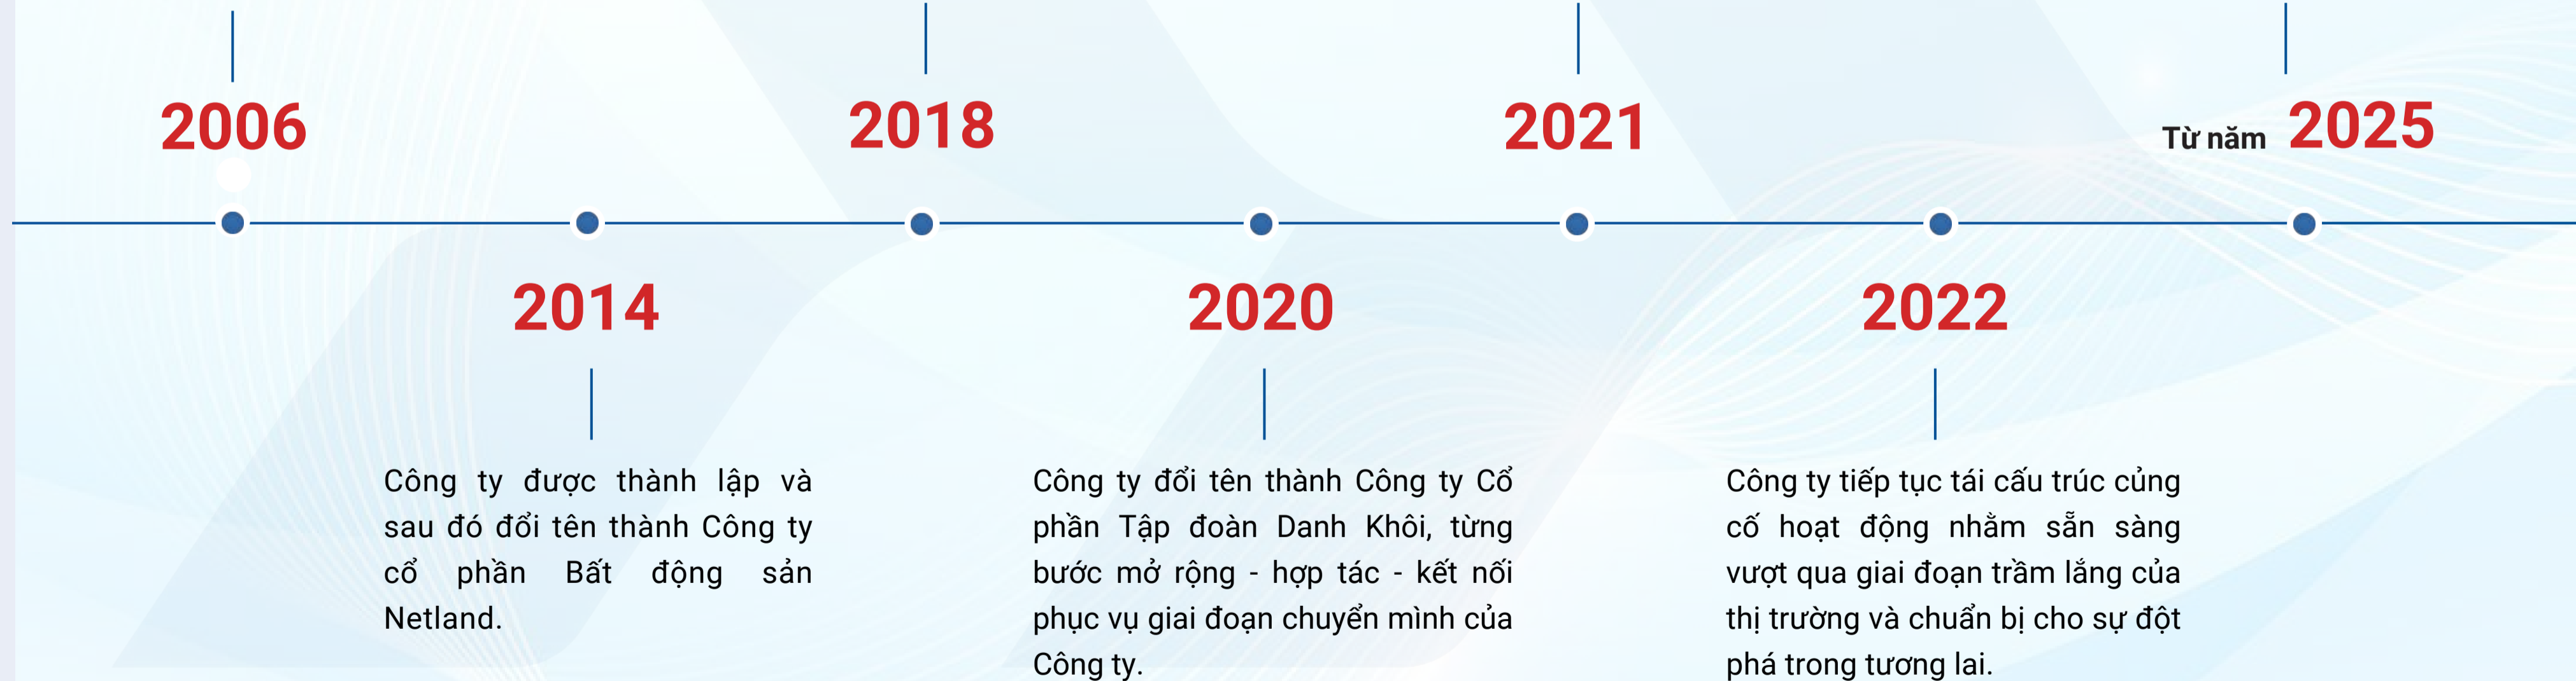 2006
2018
2021
Từ năm 2025
2014
2020
2022
Công ty được thành lập và
sau đó đổi tên thành Công ty
cổ phần Bất động sản
Netland.
Công ty đổi tên thành Công ty Cổ
phần Tập đoàn Danh Khôi, từng
bước mở rộng - hợp tác - kết nối
phục vụ giai đoạn chuyển mình của
Công ty.
Công ty tiếp tục tái cấu trúc củng
cố hoạt động nhằm sẵn sàng
vượt qua giai đoạn trầm lắng của
thị trường và chuẩn bị cho sự đột
phá trong tương lai.